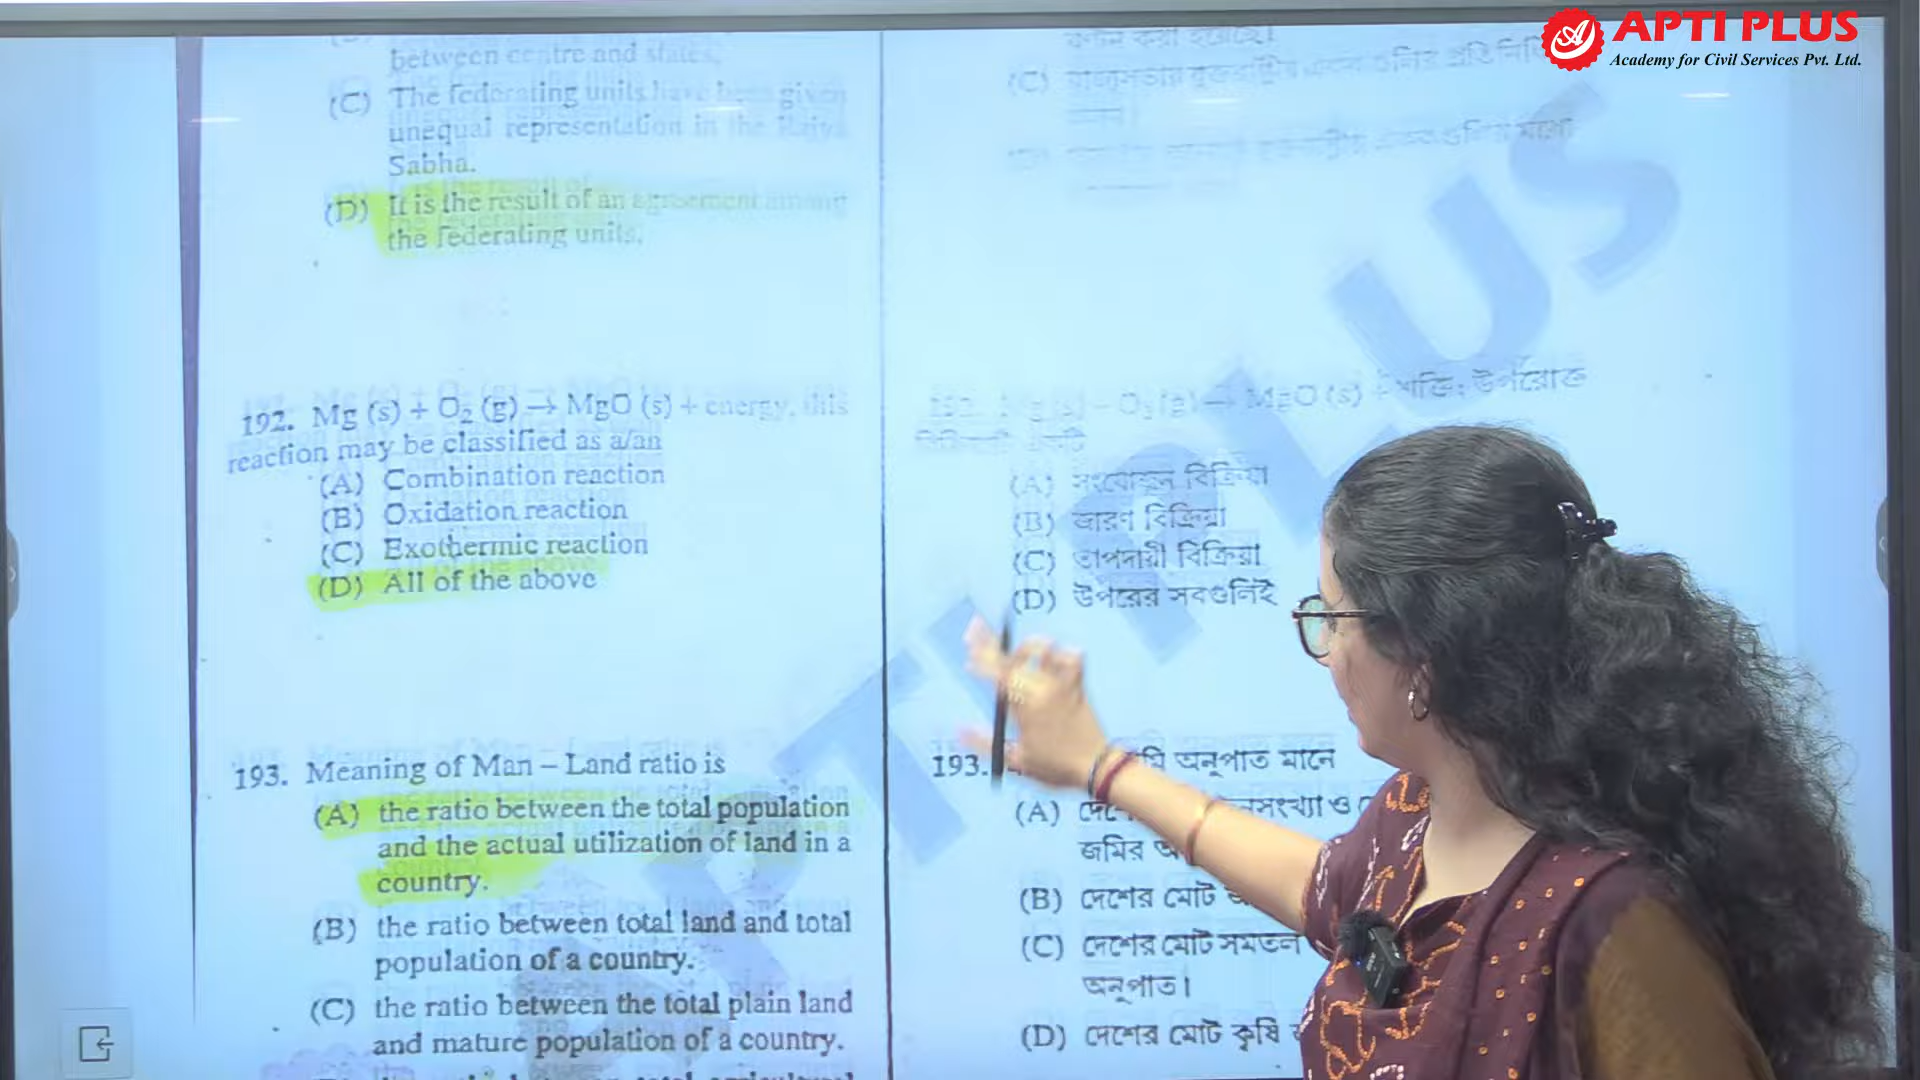 APTI PLUS
Academy for Civil Services Pvt. Ltd.
between centre and states.
(C) The federating units have been given
unequal representation in the Rajya
Sabha.
(D) It is the result of an agreement among
the federating units.
192. Mg (s) + O2 (g) → MgO (s) + energy, this
reaction may be classified as a/an
(A) Combination reaction
(B) Oxidation reaction
(C) Exothermic reaction
(D) All of the above
193. Meaning of Man – Land ratio is
(A) the ratio between the total population
and the actual utilization of land in a
country.
(B) the ratio between total land and total
population of a country.
(C) the ratio between the total plain land
and mature population of a country.
(C)
MgO (s) + শক্তি; উপরোক্ত
(A) সংযোজন বিক্রিয়া
(B) জারণ বিক্রিয়া
(C) তাপদায়ী বিক্রিয়া
(D) উপরের সবগুলিই
193. অনুপাত মানে
(A) ও
জমির
(B) দেশের মোট
(C) দেশের মোট সমতল
অনুপাত।
(D) দেশের মোট কৃষি
APTI PLUS